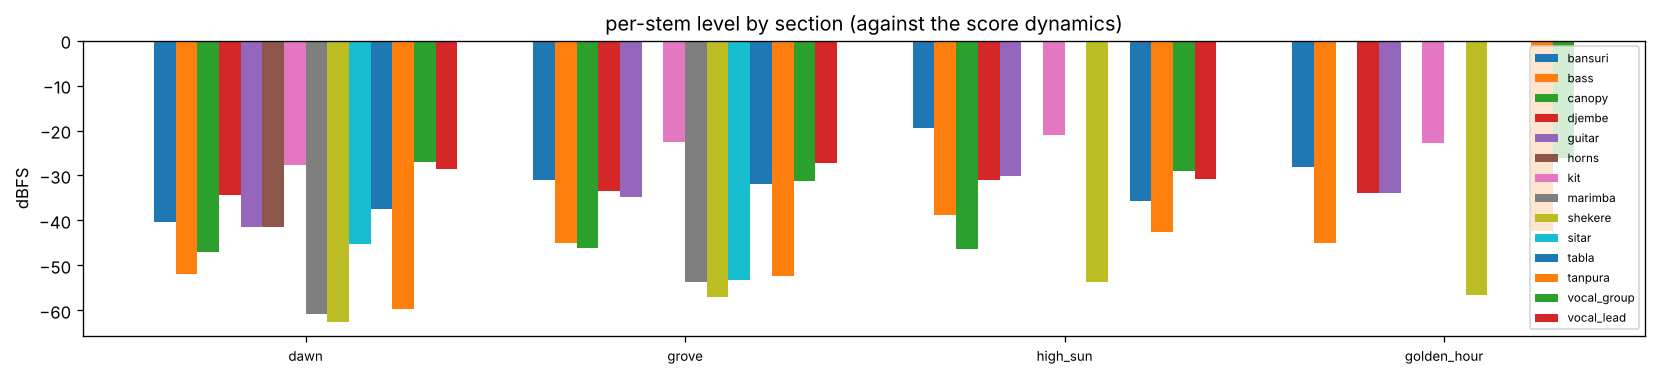 per-stem level by section (against the score dynamics)
dBFS
0
−10
−20
−30
−40
−50
−60
dawn
grove
high_sun
golden_hour
bansuri
bass
canopy
djembe
guitar
horns
kit
marimba
shekere
sitar
tabla
tanpura
vocal_group
vocal_lead